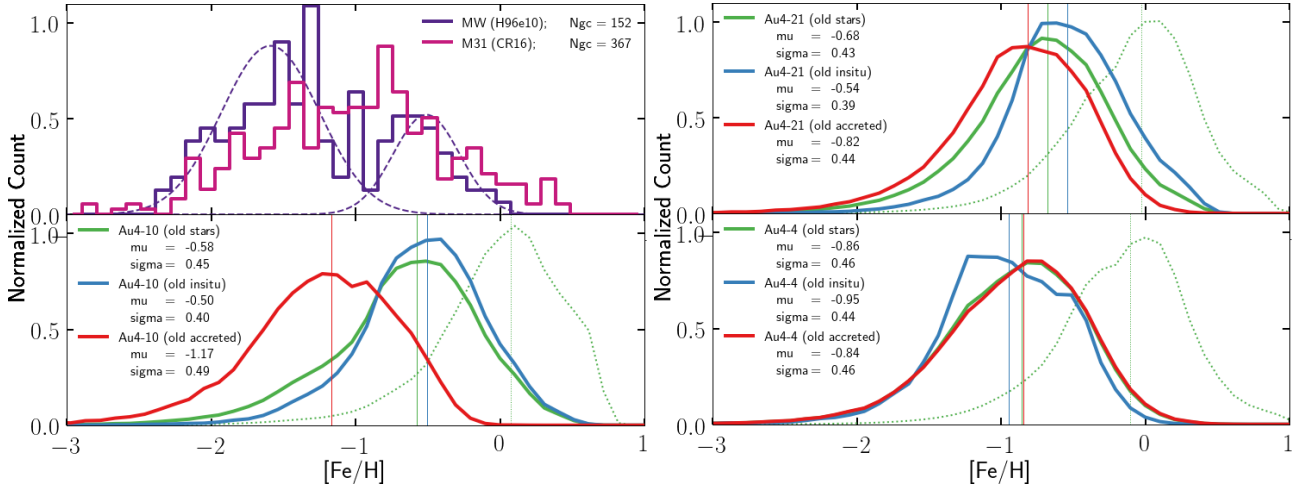 MW (H96e10); Ngc = 152
M31 (CR16); Ngc = 367
1.0
0.5
0.0
Normalized Count
Au4-10 (old stars)
mu = -0.58
sigma = 0.45
Au4-10 (old insitu)
mu = -0.50
sigma = 0.40
Au4-10 (old accreted)
mu = -1.17
sigma = 0.49
1.0
0.5
0.0
−3 −2 −1 0 1
[Fe/H]
Au4-21 (old stars)
mu = -0.68
sigma = 0.43
Au4-21 (old insitu)
mu = -0.54
sigma = 0.39
Au4-21 (old accreted)
mu = -0.82
sigma = 0.44
1.0
0.5
0.0
Normalized Count
Au4-4 (old stars)
mu = -0.86
sigma = 0.46
Au4-4 (old insitu)
mu = -0.95
sigma = 0.44
Au4-4 (old accreted)
mu = -0.84
sigma = 0.46
1.0
0.5
0.0
−3 −2 −1 0 1
[Fe/H]